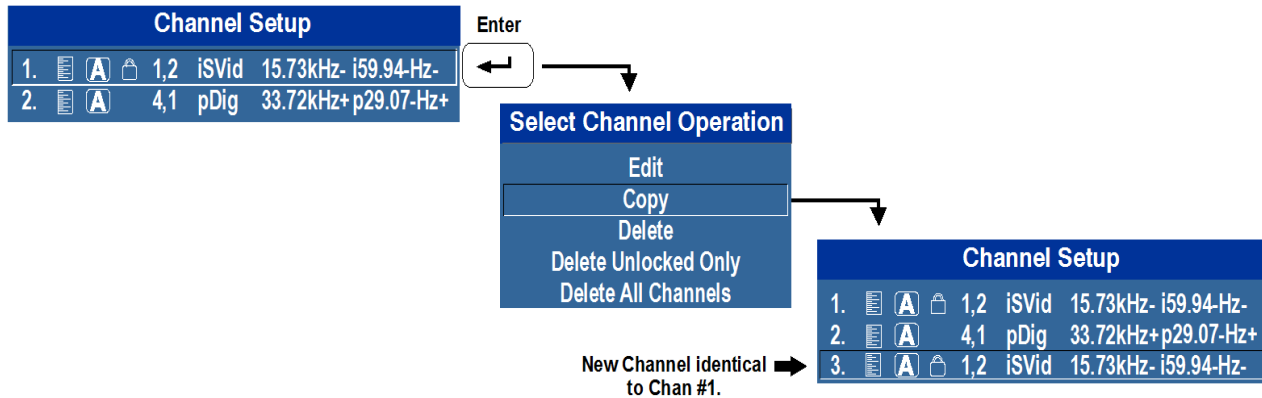 Channel Setup
1. A 1,2 iSVid 15.73kHz- i59.94-Hz-
2. A 4,1 pDig 33.72kHz+ p29.07-Hz+
Enter
Select Channel Operation
Edit
Copy
Delete
Delete Unlocked Only
Delete All Channels
Channel Setup
1. A 1,2 iSVid 15.73kHz- i59.94-Hz-
2. A 4,1 pDig 33.72kHz+ p29.07-Hz+
3. A 1,2 iSVid 15.73kHz- i59.94-Hz-
New Channel identical
to Chan #1.